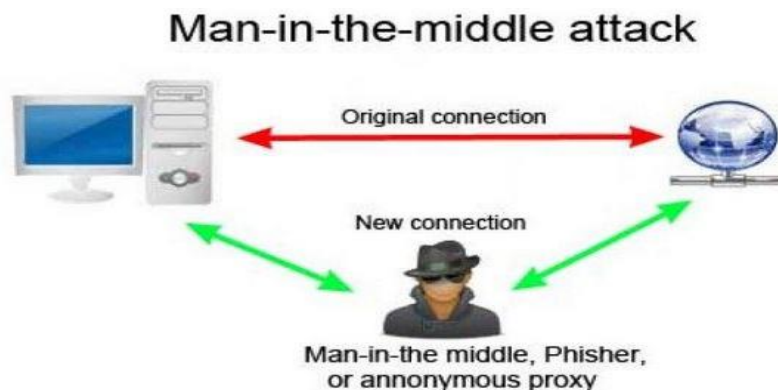 Man-in-the-middle attack
Original connection
New connection
Man-in-the middle, Phisher,
or annonymous proxy